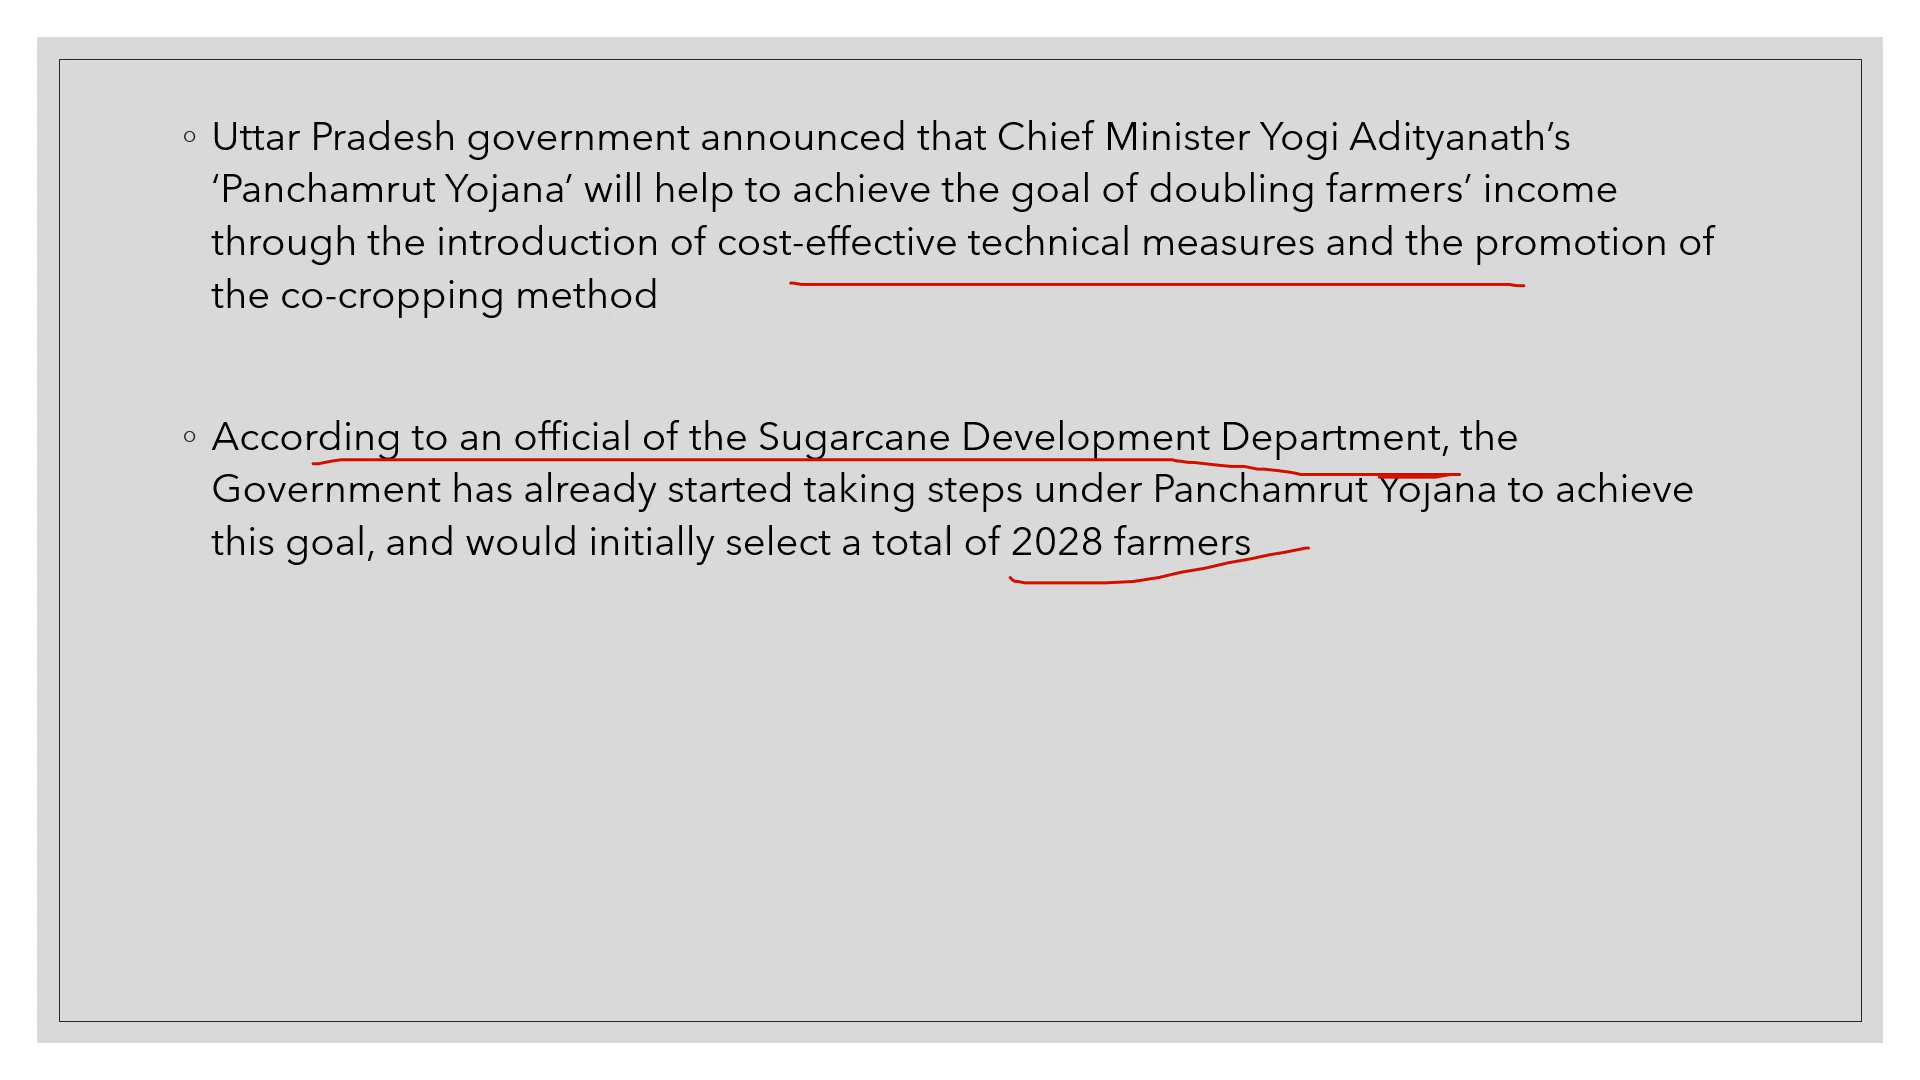 ◦ Uttar Pradesh government announced that Chief Minister Yogi Adityanath’s
‘Panchamrut Yojana’ will help to achieve the goal of doubling farmers’ income
through the introduction of cost-effective technical measures and the promotion of
the co-cropping method
◦ According to an official of the Sugarcane Development Department, the
Government has already started taking steps under Panchamrut Yojana to achieve
this goal, and would initially select a total of 2028 farmers